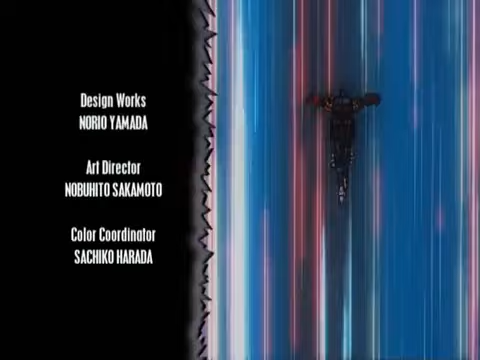 Design Works
NORIO YAMADA
Art Director
NOBUHITO SAKAMOTO
Color Coordinator
SACHIKO HARADA